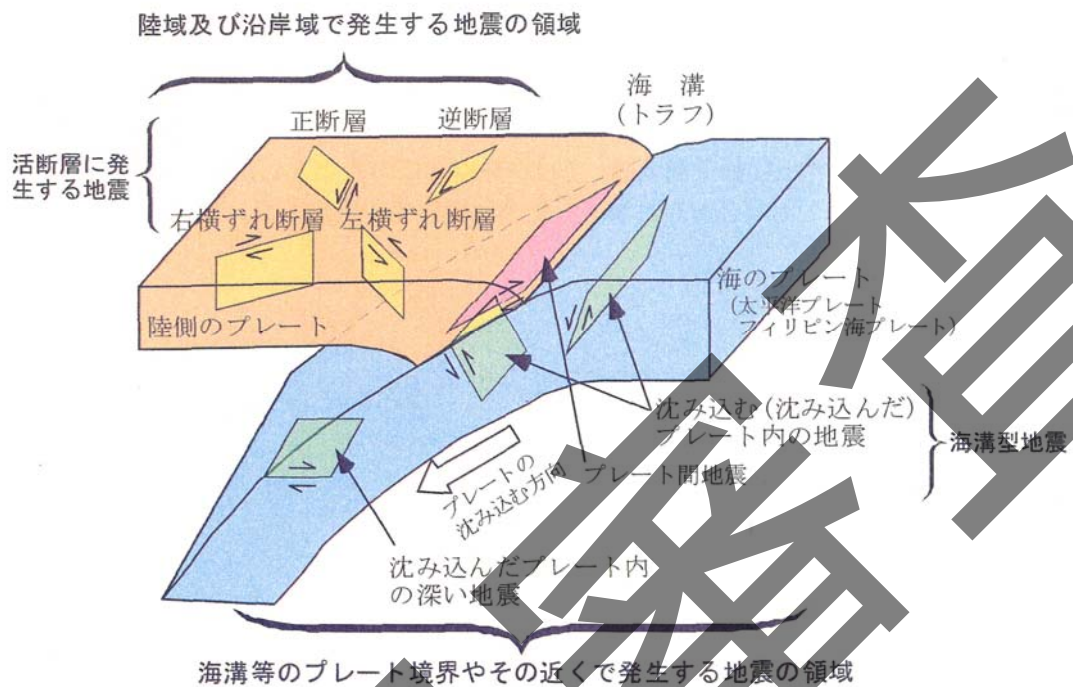 陸域及び沿岸域で発生する地震の領域
海 溝
(トラフ)
正断層
逆断層
活断層に発
生する地震
右横ずれ断層
左横ずれ断層
海のプレート
(太平洋プレート
フィリピン海プレート)
陸側のプレート
沈み込む(沈み込んだ)
プレート内の地震
海溝型地震
プレート間地震
プレートの
沈み込む方向
沈み込んだプレート内
の深い地震
海溝等のプレート境界やその近くで発生する地震の領域